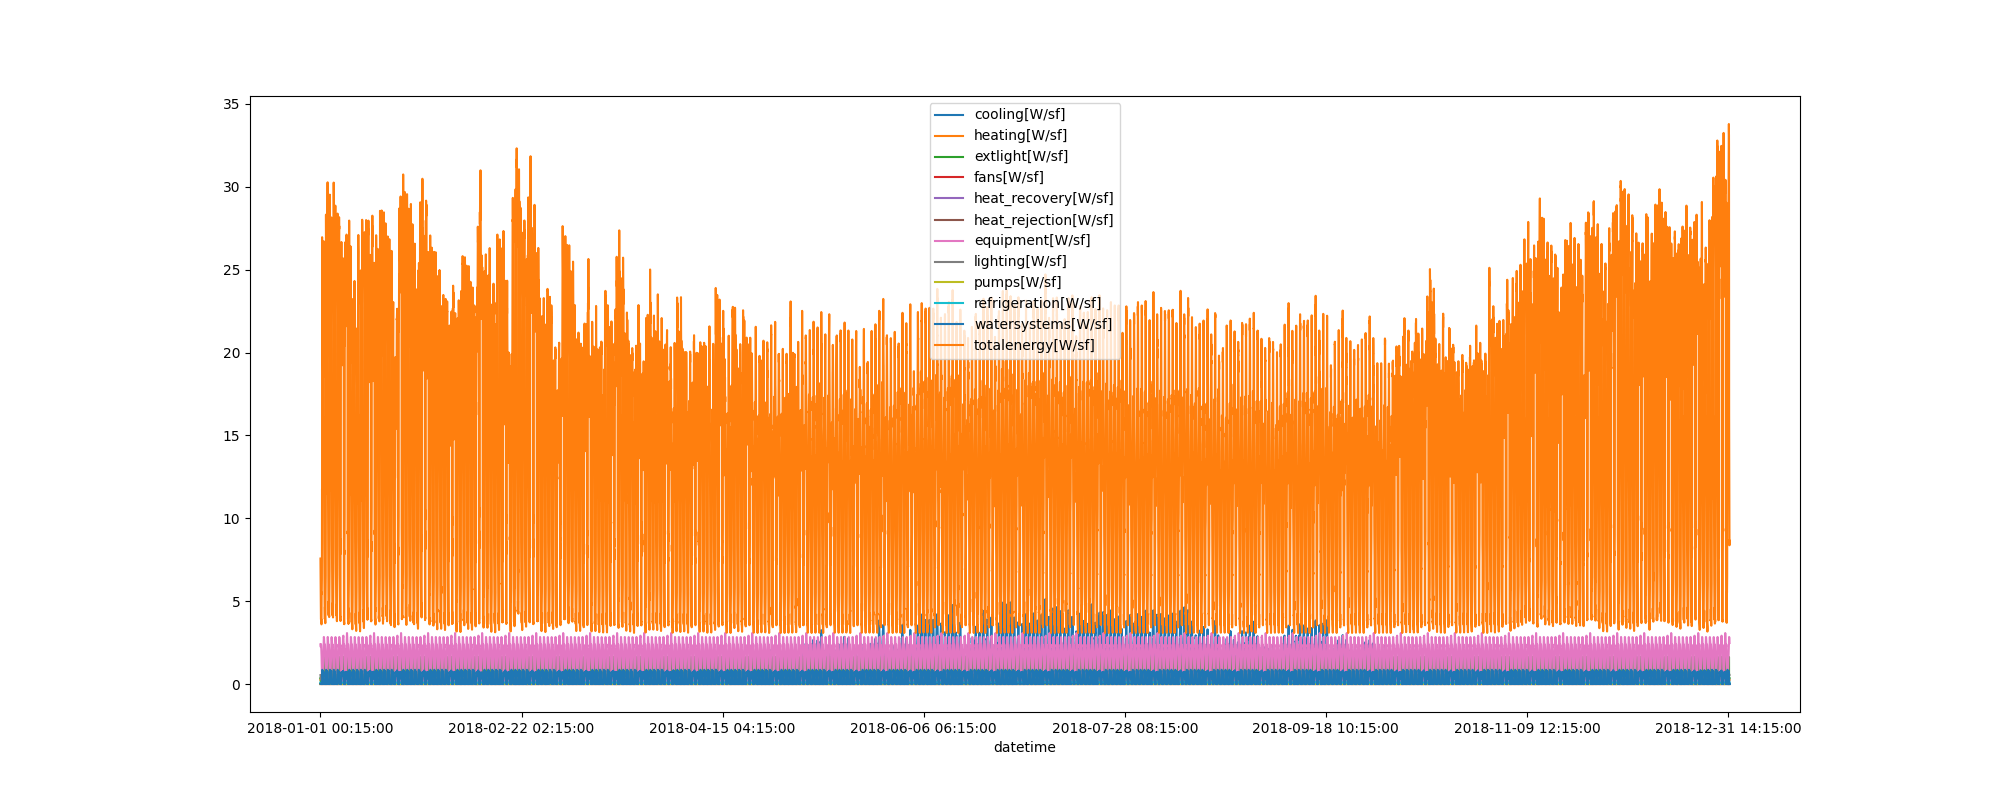 35
30
25
20
15
10
5
0
cooling[W/sf]
heating[W/sf]
extlight[W/sf]
fans[W/sf]
heat_recovery[W/sf]
heat_rejection[W/sf]
equipment[W/sf]
lighting[W/sf]
pumps[W/sf]
refrigeration[W/sf]
watersystems[W/sf]
totalenergy[W/sf]
2018-01-01 00:15:00 2018-02-22 02:15:00 2018-04-15 04:15:00 2018-06-06 06:15:00 2018-07-28 08:15:00 2018-09-18 10:15:00 2018-11-09 12:15:00 2018-12-31 14:15:00
datetime